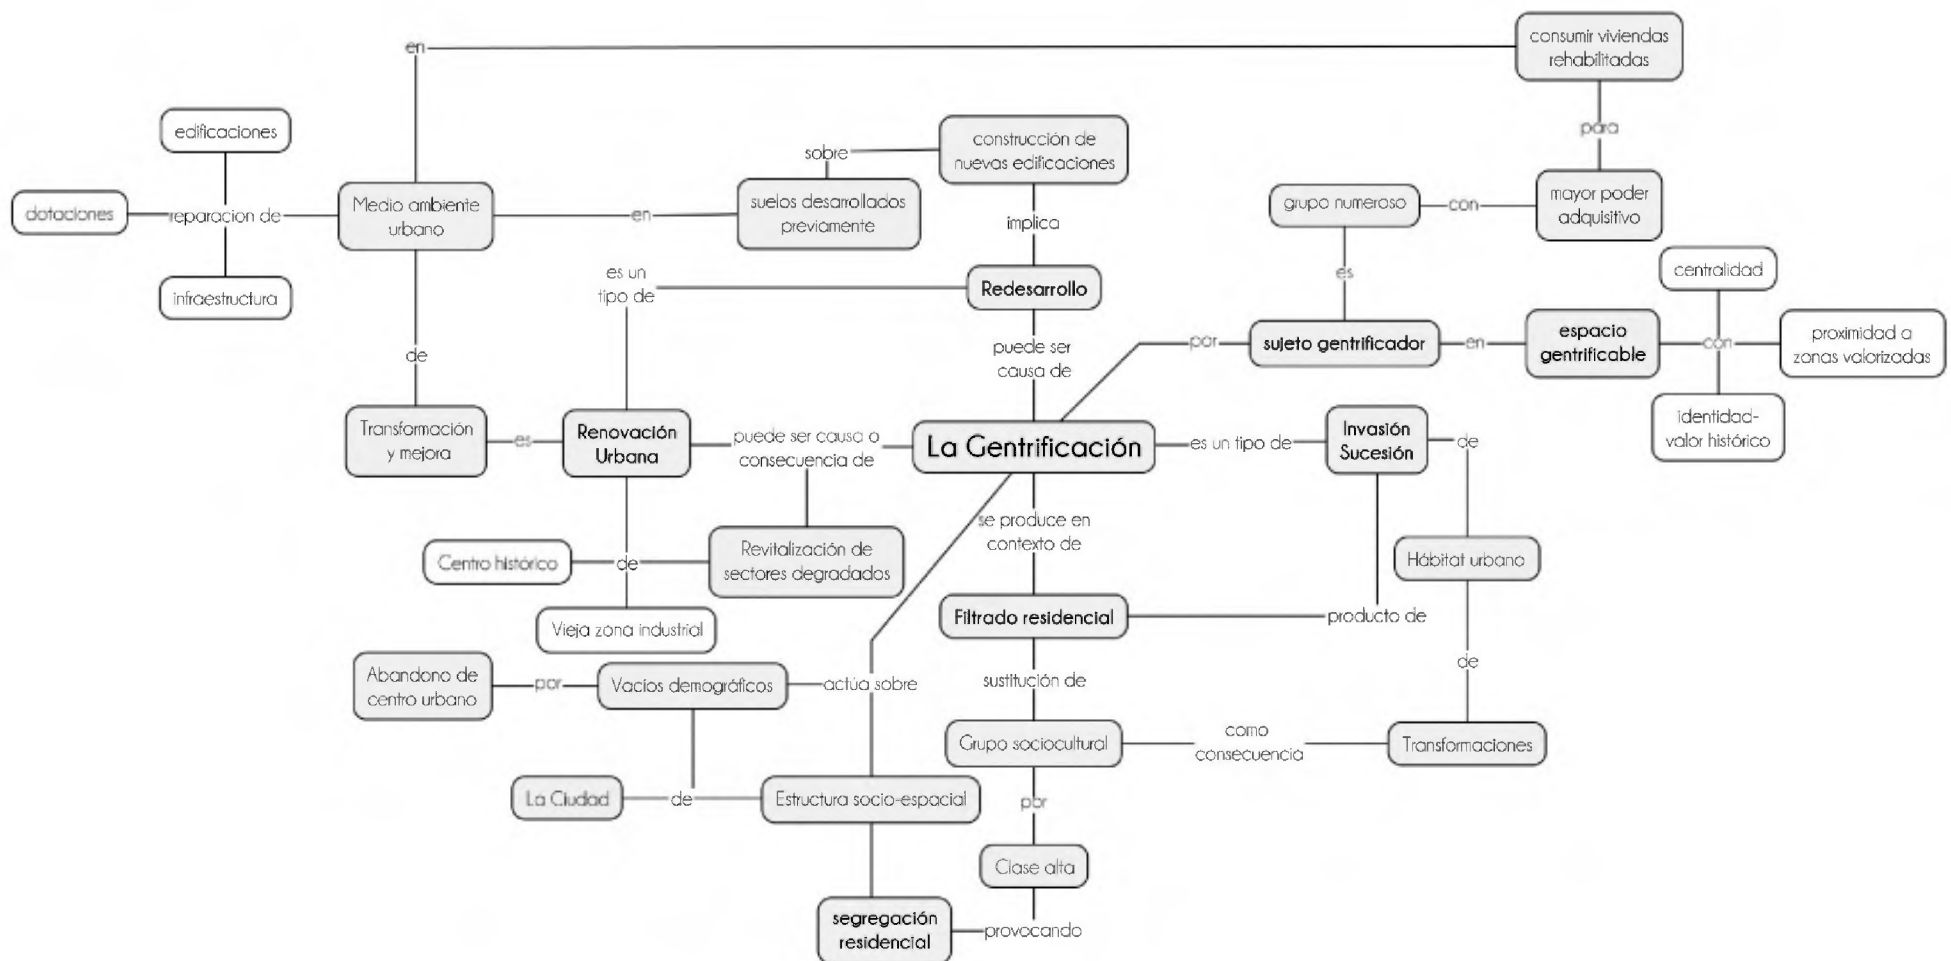 en
consumir viviendas
rehabilitadas
edificaciones
construcción de
nuevas edificaciones
para
sobre
dotaciones
reparacion de
Medio ambiente
urbano
en
suelos desarrollados
previamente
grupo numeroso
con
mayor poder
adquisitivo
implica
infraestructura
es un
tipo de
Redesarrollo
es
centralidad
de
puede ser
causa de
por
sujeto gentrificador
en
espacio
gentrificable
con
proximidad a
zonas valorizadas
identidad-
valor histórico
Transformación
y mejora
es
Renovación
Urbana
puede ser causa o
consecuencia de
La Gentrificación
es un tipo de
Invasión
Sucesión
de
se produce en
contexto de
Centro histórico
de
Revitalización de
sectores degradados
Hábitat urbano
Vieja zona industrial
Filtrado residencial
producto de
Abandono de
centro urbano
por
Vacíos demográficos
actúa sobre
sustitución de
de
Grupo sociocultural
como
consecuencia
Transformaciones
La Ciudad
de
Estructura socio-espacial
por
Clase alta
segregación
residencial
provocando